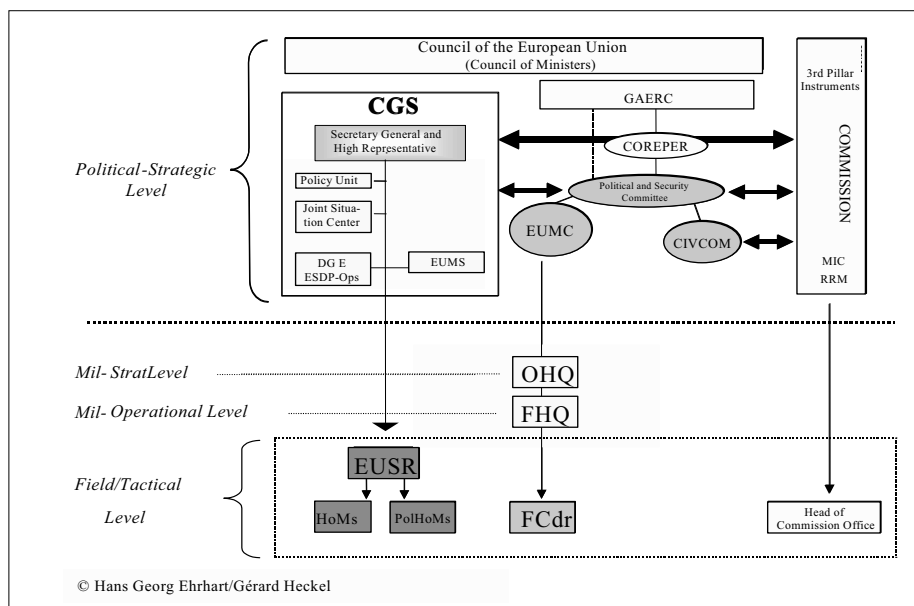 Council of the European Union
(Council of Ministers)
3rd Pillar
Instruments
COMMISSION
MIC
RRM
GAERC
CGS
Secretary General and
High Representative
COREPER
Political-Strategic
Level
Policy Unit
Political and Security
Committee
Joint Situa-
tion Center
EUMC
CIVCOM
DG E
ESDP-Ops
EUMS
Mil- StratLevel
OHQ
Mil- Operational Level
FHQ
Field/Tactical
Level
EUSR
HoMs
PolHoMs
FCdr
Head of
Commission Office
© Hans Georg Ehrhart/Gérard Heckel